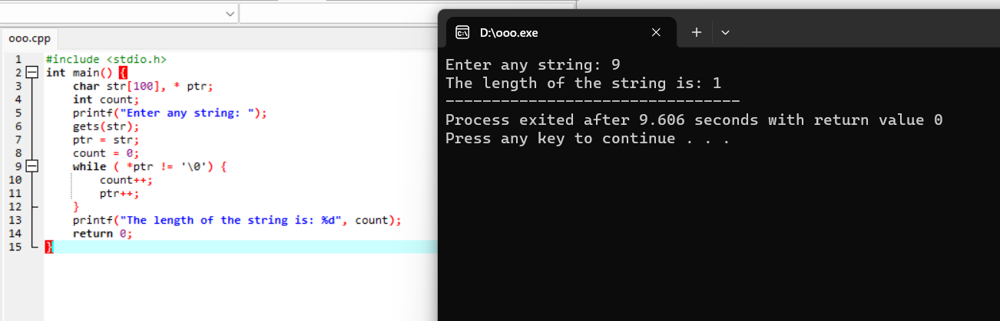 ooo.cpp
1 #include <stdio.h>
2 int main() {
3 char str[100], * ptr;
4 int count;
5 printf("Enter any string: ");
6 gets(str);
7 ptr = str;
8 count = 0;
9 while ( *ptr != '\0') {
10 count++;
11 ptr++;
12 }
13 printf("The length of the string is: %d", count);
14 return 0;
15 }
D:\ooo.exe
Enter any string: 9
The length of the string is: 1
--------------------------------
Process exited after 9.606 seconds with return value 0
Press any key to continue . . .